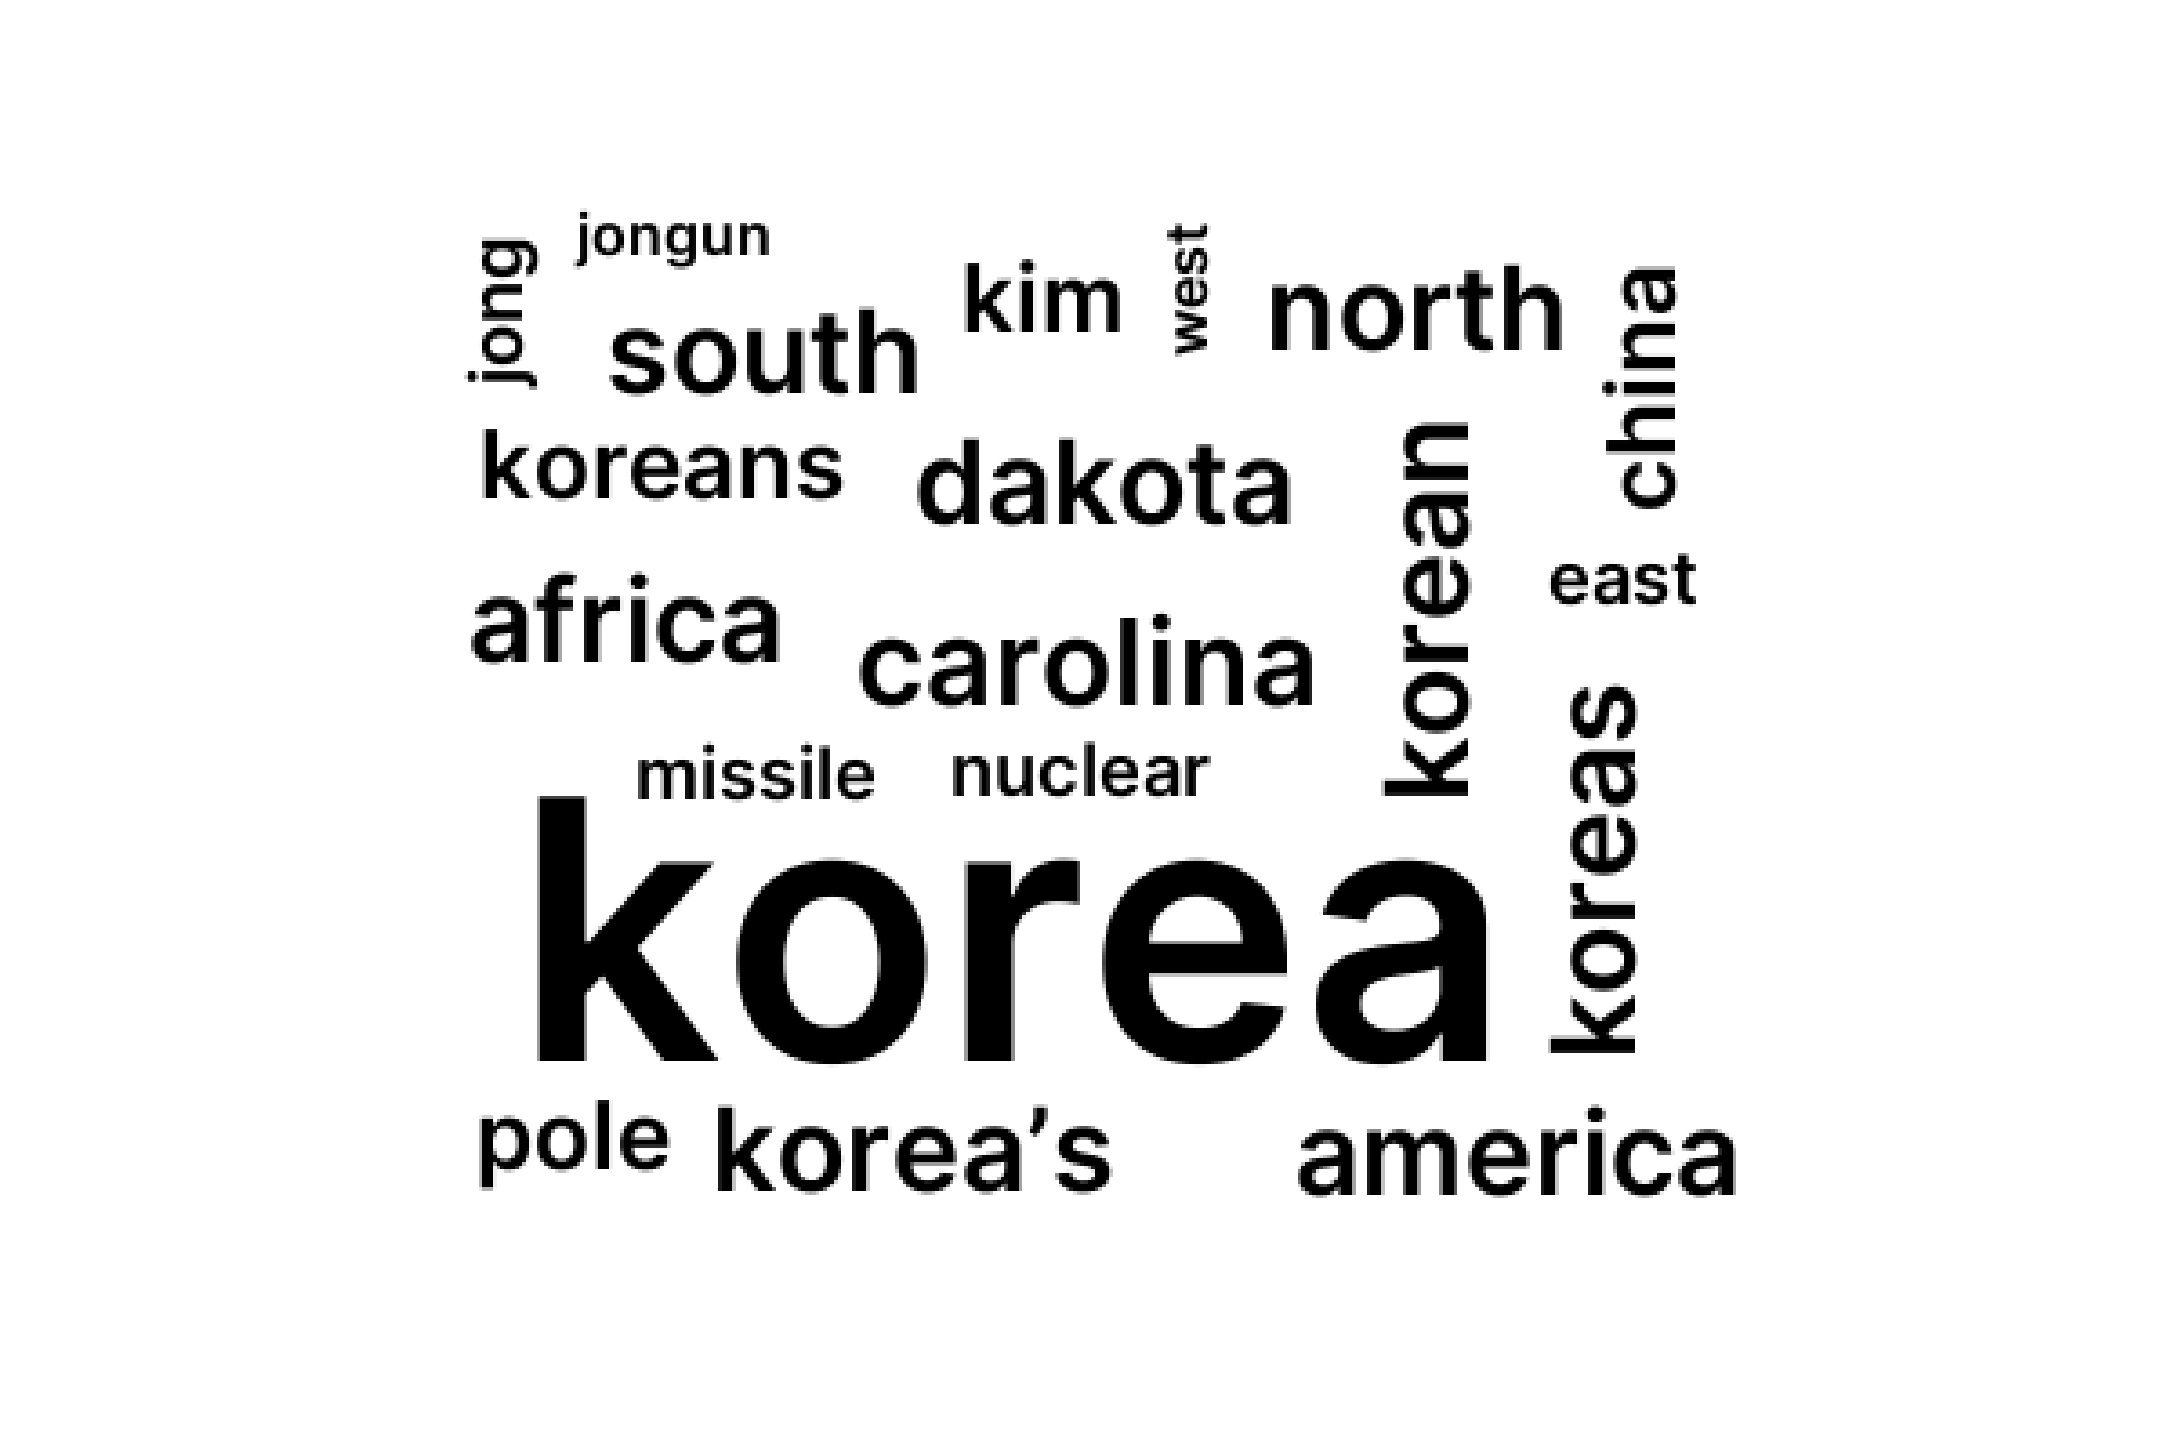 jong
jongun
kim
west
north
china
south
koreans
dakota
korean
east
africa
carolina
koreas
missile
nuclear
korea
pole
korea’s
america